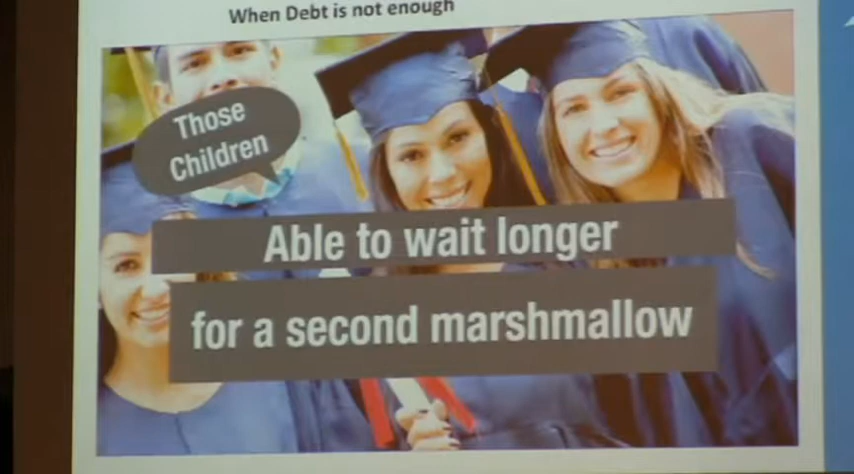 When Debt is not enough
Those
Children
Able to wait longer
for a second marshmallow